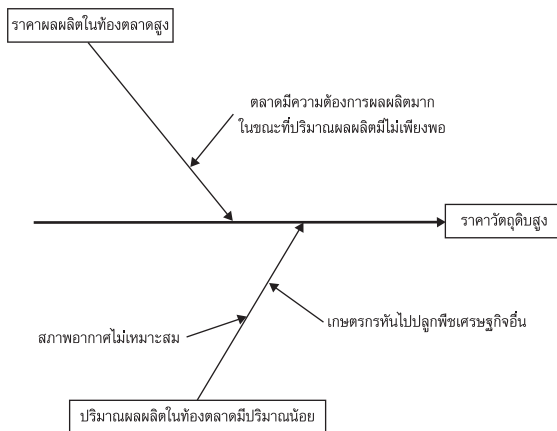 ราคาผลผลิตในท้องตลาดสูง
ตลาดมีความต้องการผลผลิตมาก
ในขณะที่ปริมาณผลผลิตมีไม่เพียงพอ
ราคาวัตถุดิบสูง
เกษตรกรหันไปปลูกพืชเศรษฐกิจอื่น
สภาพอากาศไม่เหมาะสม
ปริมาณผลผลิตในท้องตลาดมีปริมาณน้อย